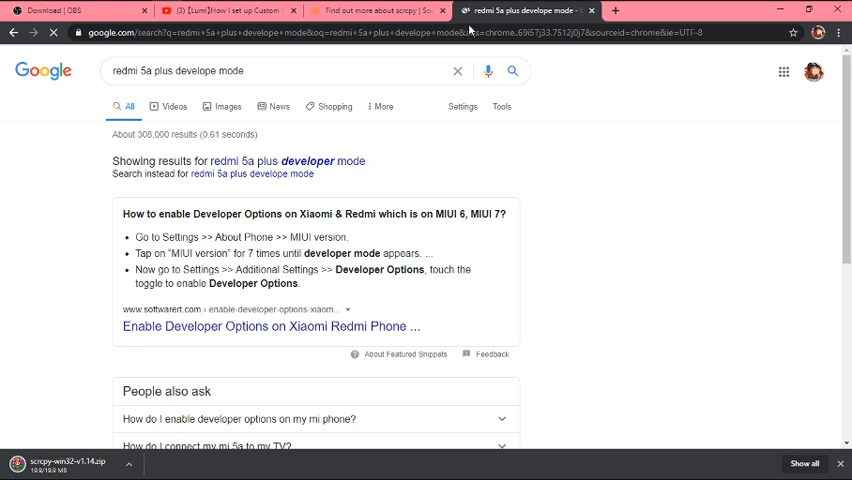 Download | OBS
(3)【Lumi】How I set up Custom C
Find out more about scrcpy | Sou
redmi 5a plus develope mode - G
google.com/search?q=redmi+5a+plus+develope+mode&oq=redmi+5a+plus+develope+mode&aqs=chrome..69i57j33.7512j0j7&sourceid=chrome&ie=UTF-8
Google
redmi 5a plus develope mode
All Videos Images News Shopping More Settings Tools
About 308,000 results (0.61 seconds)
Showing results for redmi 5a plus developer mode
Search instead for redmi 5a plus develope mode
How to enable Developer Options on Xiaomi & Redmi which is on MIUI 6, MIUI 7?
• Go to Settings >> About Phone >> MIUI version.
• Tap on "MIUI version" for 7 times until developer mode appears. ...
• Now go to Settings >> Additional Settings >> Developer Options, touch the
toggle to enable Developer Options.
www.softwarert.com › enable-developer-options-xiaom...
Enable Developer Options on Xiaomi Redmi Phone ...
About Featured Snippets Feedback
People also ask
How do I enable developer options on my mi phone?
How do I connect my mi 5a to my TV?
scrcpy-win32-v1.14.zip
19.9/19.9 MB
Show all